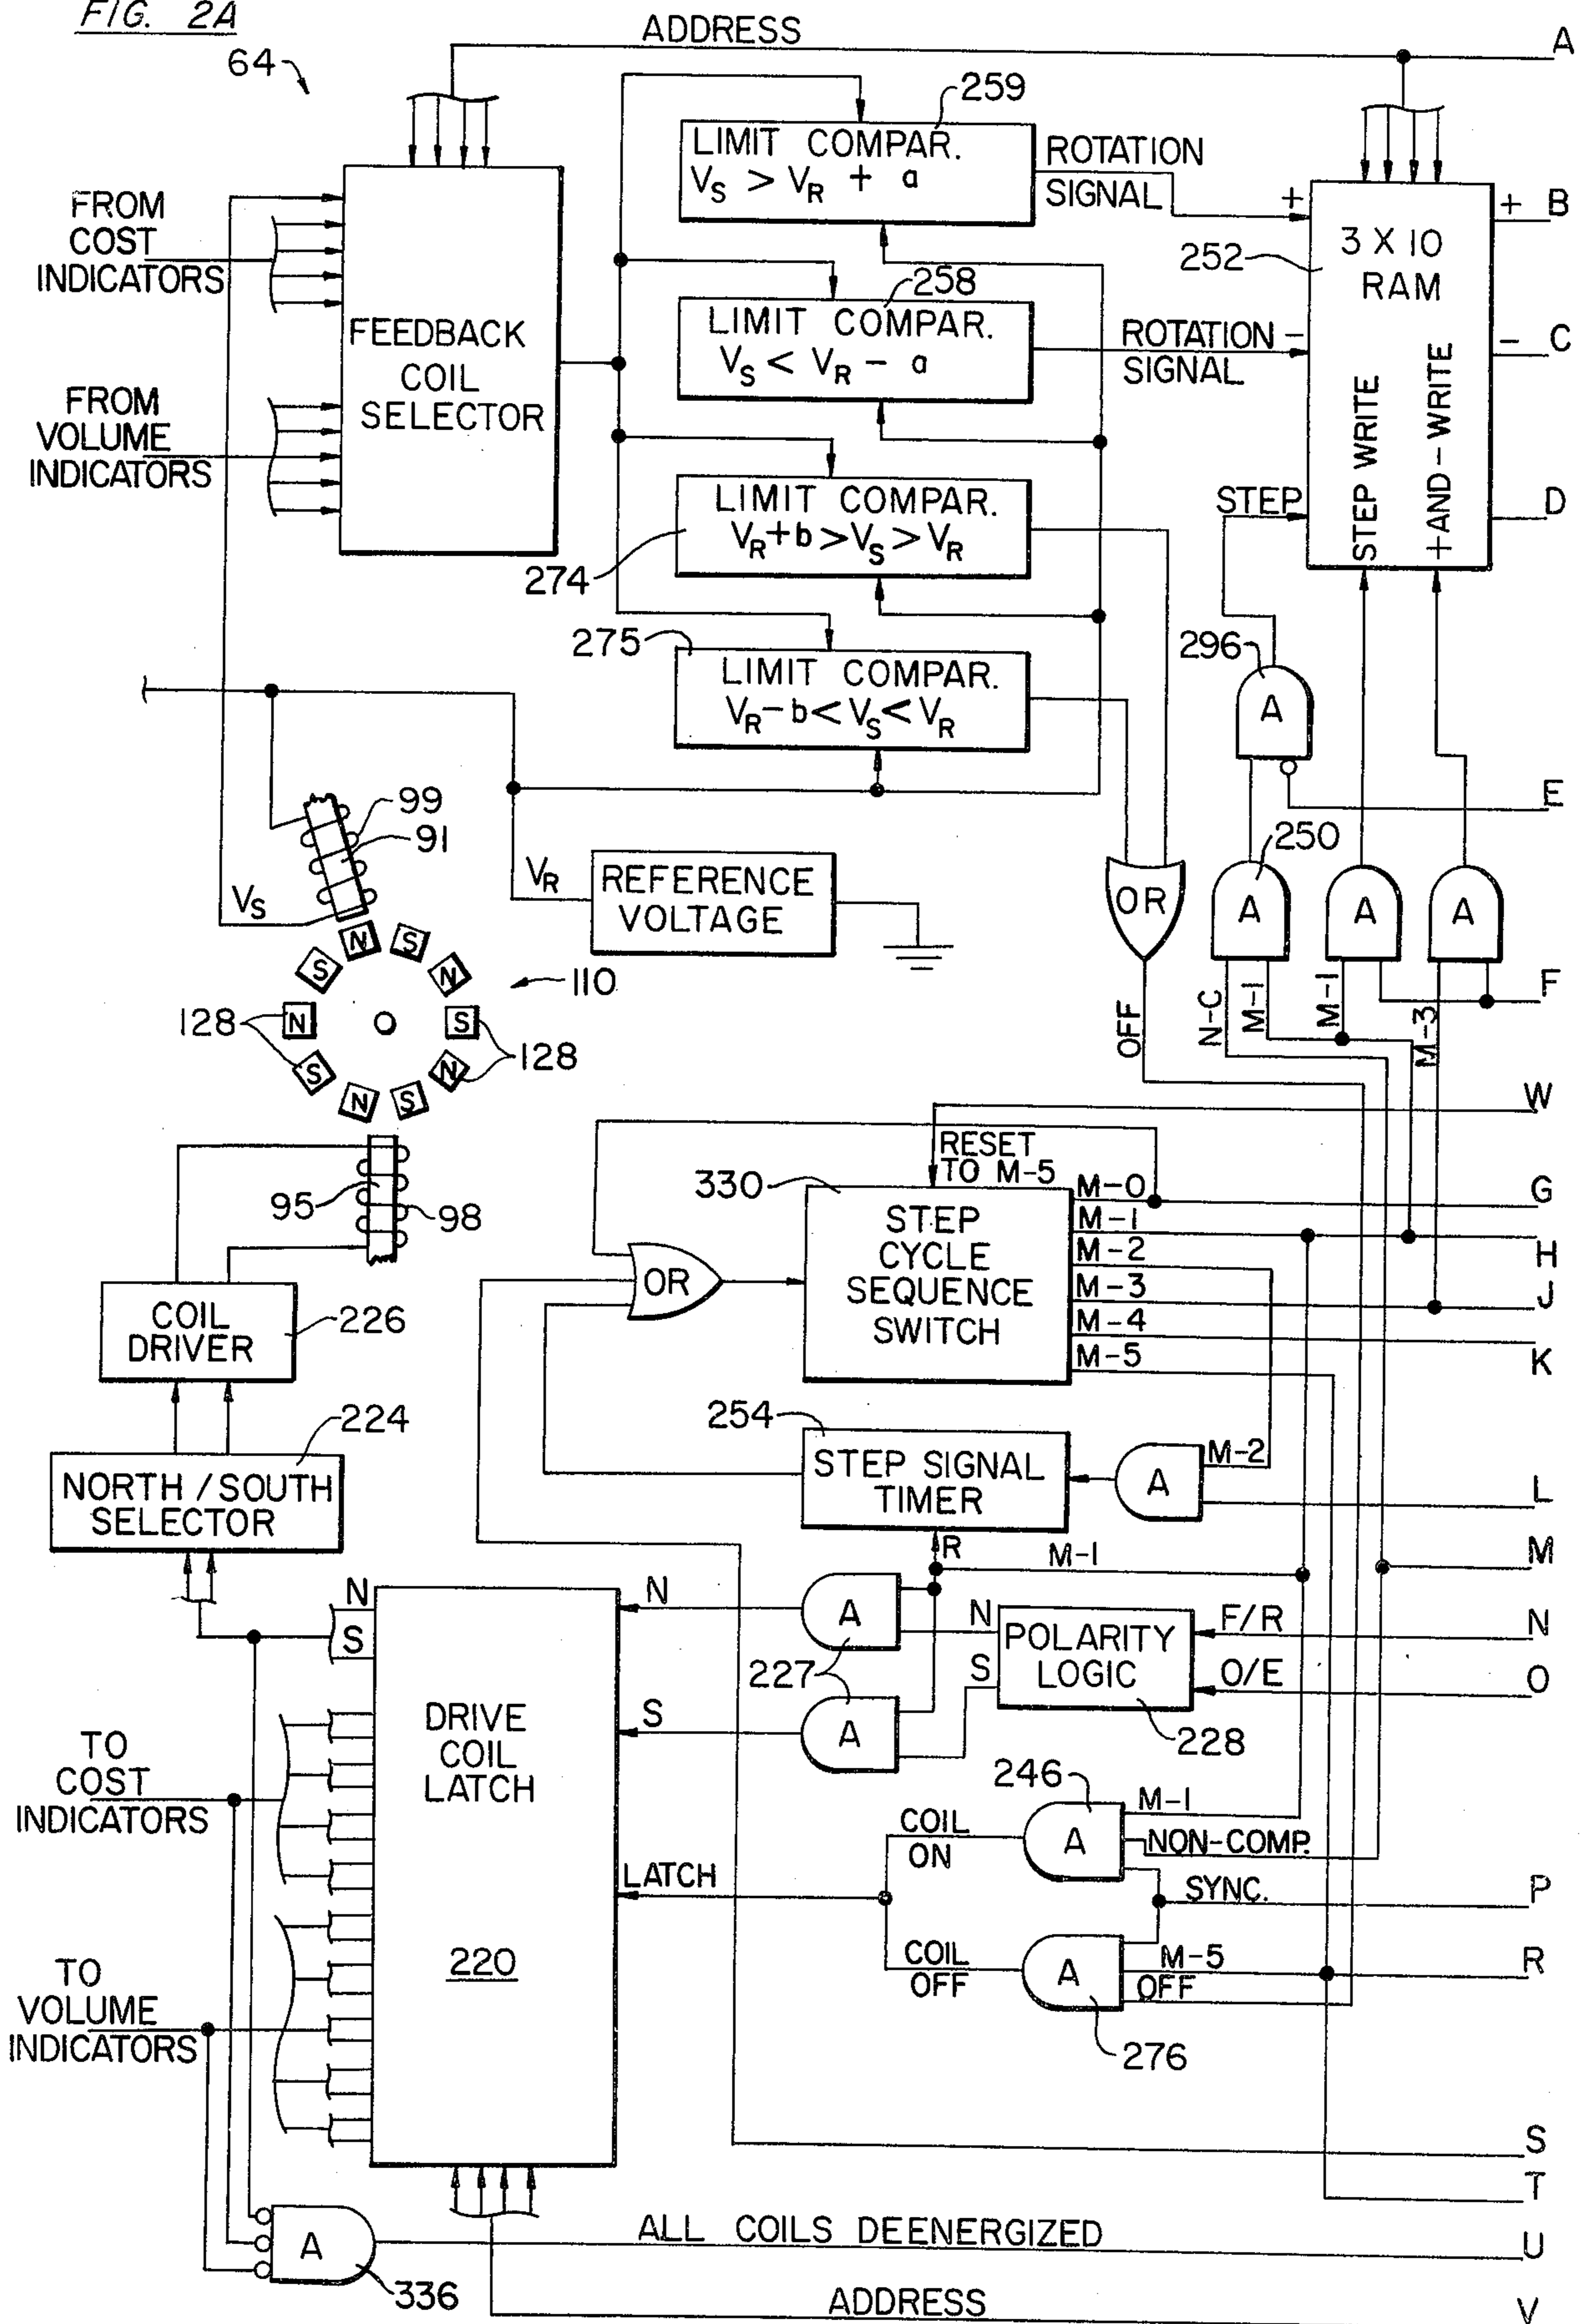 FIG. 2A
64
ADDRESS
A
259
LIMIT COMPAR.
VS > VR + a
ROTATION
SIGNAL
+
+
B
FROM
COST
INDICATORS
252
3 X 10
RAM
258
LIMIT COMPAR.
VS < VR - a
ROTATION
SIGNAL
-
-
C
FEEDBACK
COIL
SELECTOR
STEP WRITE
+AND-WRITE
FROM
VOLUME
INDICATORS
LIMIT COMPAR.
VR+b>VS>VR
274
STEP
D
275
LIMIT COMPAR.
VR-b<VS<VR
296
A
E
99
91
VS
VR
REFERENCE
VOLTAGE
OR
250
A
A
A
N
S
S
N
N
S
S
N
N
S
110
128
128
OFF
N-C
M-1
M-1
M-3
F
W
RESET
TO M-5
330
STEP
CYCLE
SEQUENCE
SWITCH
M-0
M-1
M-2
M-3
M-4
M-5
G
H
J
K
95
98
OR
COIL
DRIVER
226
254
STEP SIGNAL
TIMER
A
M-2
L
224
NORTH/SOUTH
SELECTOR
R
M-1
M
N
S
N
A
N
POLARITY
LOGIC
F/R
N
227
S
O/E
O
S
A
228
DRIVE
COIL
LATCH
TO
COST
INDICATORS
246
COIL
ON
A
M-1
NON-COMP.
LATCH
SYNC.
P
220
COIL
OFF
A
M-5
OFF
R
TO
VOLUME
INDICATORS
276
S
T
A
336
ALL COILS DEENERGIZED
U
ADDRESS
V